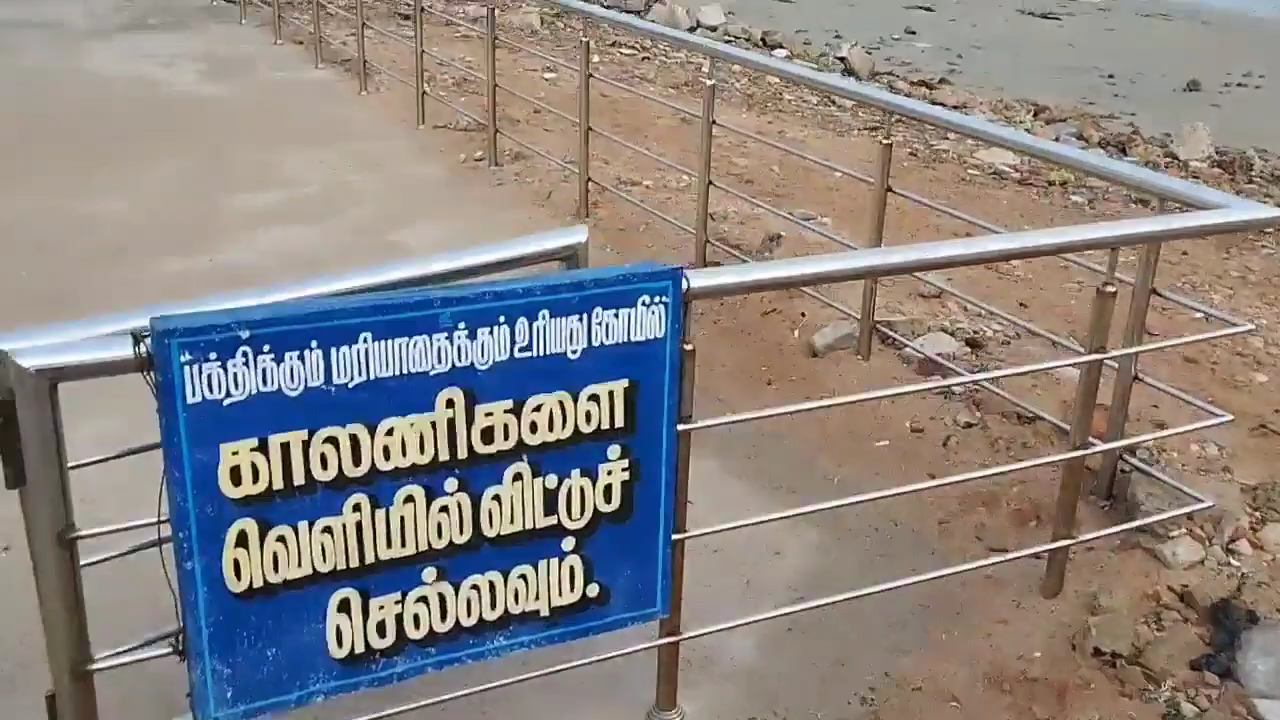 "பக்திக்கும் மரியாதைக்கும் உரியது கோயில்"
காலணிகளை
வெளியில் விட்டுச்
செல்லவும்.